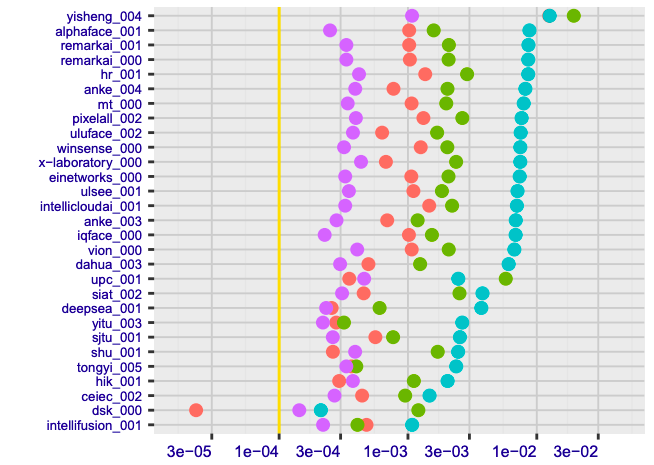 yisheng_004
alphaface_001
remarkai_001
remarkai_000
hr_001
anke_004
mt_000
pixelall_002
uluface_002
winsense_000
x−laboratory_000
einetworks_000
ulsee_001
intellicloudai_001
anke_003
iqface_000
vion_000
dahua_003
upc_001
siat_002
deepsea_001
yitu_003
sjtu_001
shu_001
tongyi_005
hik_001
ceiec_002
dsk_000
intellifusion_001
3e−05 1e−04 3e−04 1e−03 3e−03 1e−02 3e−02